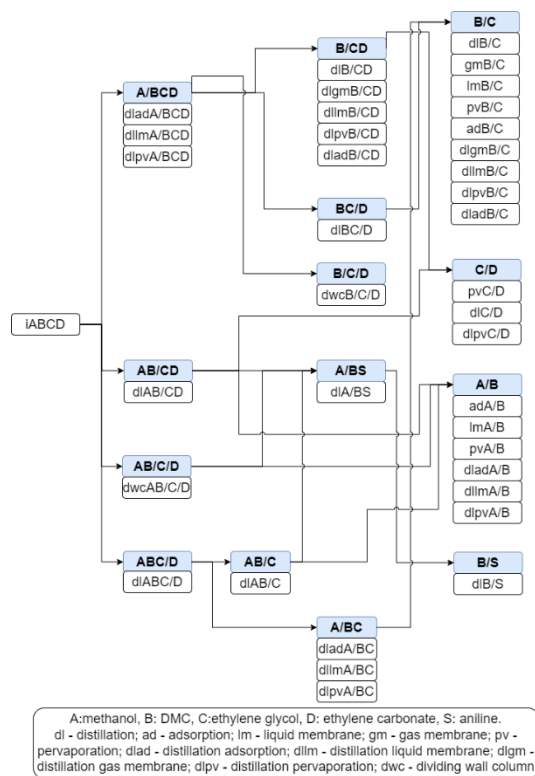 iABCD
A/BCD
dladA/BCD
dllmA/BCD
dlpvA/BCD
AB/CD
dlAB/CD
AB/C/D
dwcAB/C/D
ABC/D
dlABC/D
AB/C
dlAB/C
B/CD
dlB/CD
dlgmB/CD
dllmB/CD
dlpvB/CD
dladB/CD
BC/D
dlBC/D
B/C/D
dwcB/C/D
A/BS
dlA/BS
A/BC
dladA/BC
dllmA/BC
dlpvA/BC
B/C
dlB/C
gmB/C
lmB/C
pvB/C
adB/C
dlgmB/C
dllmB/C
dlpvB/C
dladB/C
C/D
pvC/D
dlC/D
dlpvC/D
A/B
adA/B
lmA/B
pvA/B
dladA/B
dllmA/B
dlpvA/B
B/S
dlB/S
A:methanol, B: DMC, C:ethylene glycol, D: ethylene carbonate, S: aniline.
dl - distillation; ad - adsorption; lm - liquid membrane; gm - gas membrane; pv -
pervaporation; dlad - distillation adsorption; dllm - distillation liquid membrane; dlgm -
distillation gas membrane; dlpv - distillation pervaporation; dwc - dividing wall column